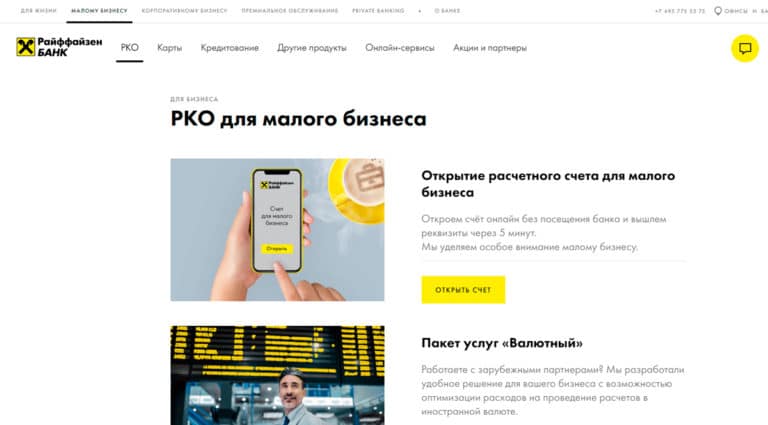 ДЛЯ ЖИЗНИ МАЛОМУ БИЗНЕСУ КОРПОРАТИВНОМУ БИЗНЕСУ ПРЕМИАЛЬНОЕ ОБСЛУЖИВАНИЕ PRIVATE BANKING • О БАНКЕ +7 495 775 52 75 ОФИСЫ И БА
Райффайзен
БАНК
РКО Карты Кредитование Другие продукты Онлайн-сервисы Акции и партнеры
ДЛЯ БИЗНЕСА
РКО для малого бизнеса
Райффайзен
БАНК
Счет
для малого
бизнеса
Открыть
Открытие расчетного счета для малого
бизнеса
Откроем счёт онлайн без посещения банка и вышлем
реквизиты через 5 минут.
Мы уделяем особое внимание малому бизнесу.
ОТКРЫТЬ СЧЕТ
Пакет услуг «Валютный»
Работаете с зарубежными партнерами? Мы разработали
удобное решение для вашего бизнеса с возможностью
оптимизации расходов на проведение расчетов в
иностранной валюте.